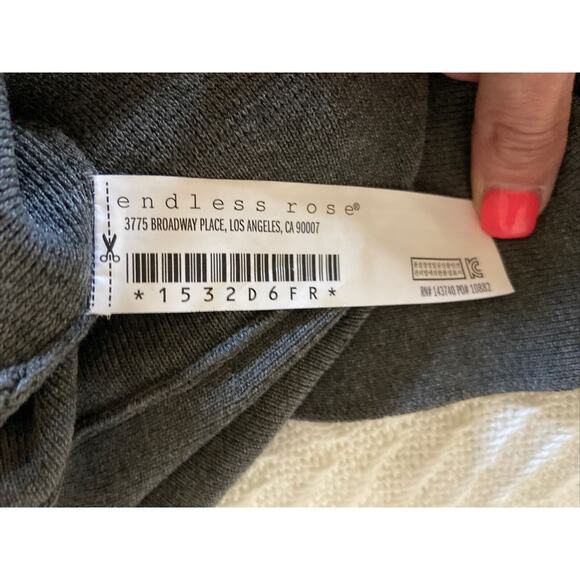 endless rose®
3775 BROADWAY PLACE, LOS ANGELES, CA 90007
*1532D6FR*
RN# 143740 PO# 10882